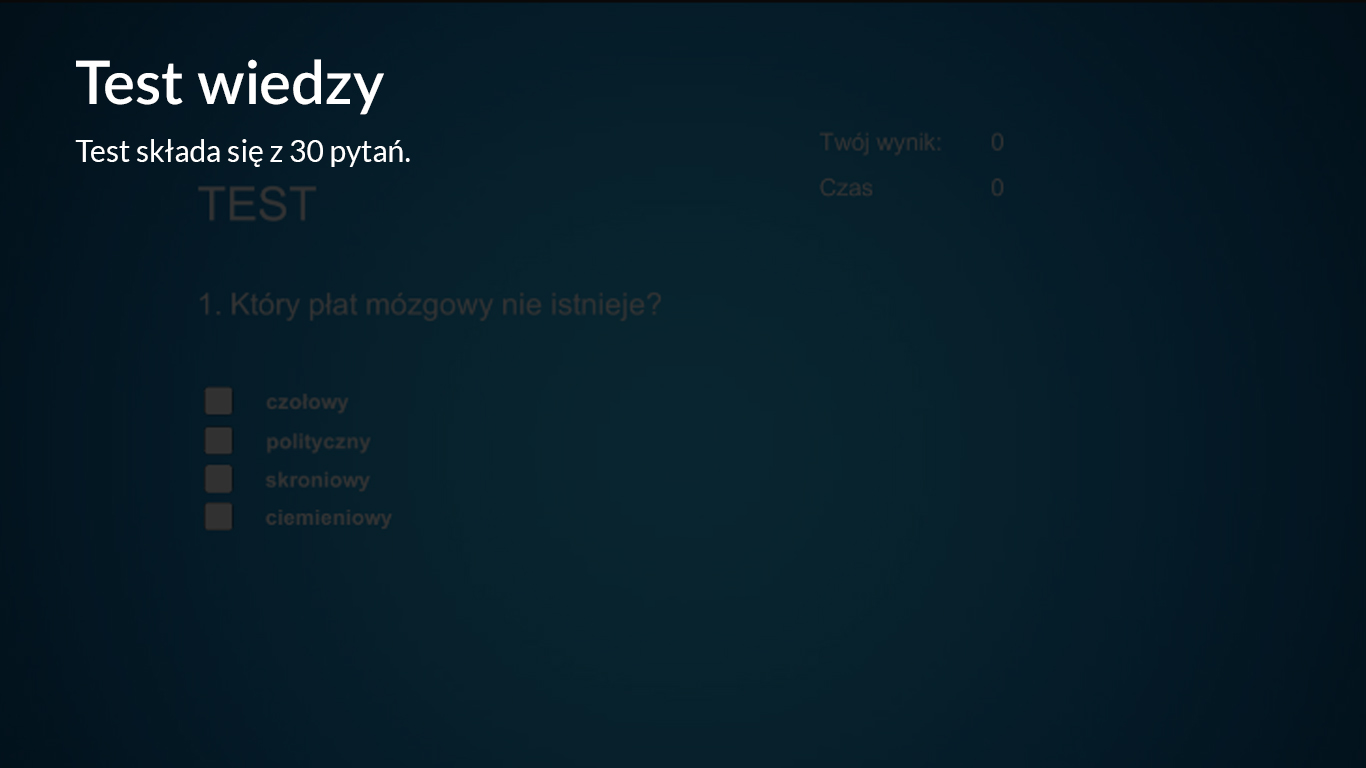 Test wiedzy
Test składa się z 30 pytań.
Twój wynik: 0
Czas 0
TEST
1. Który płat mózgowy nie istnieje?
czołowy
polityczny
skroniowy
ciemieniowy